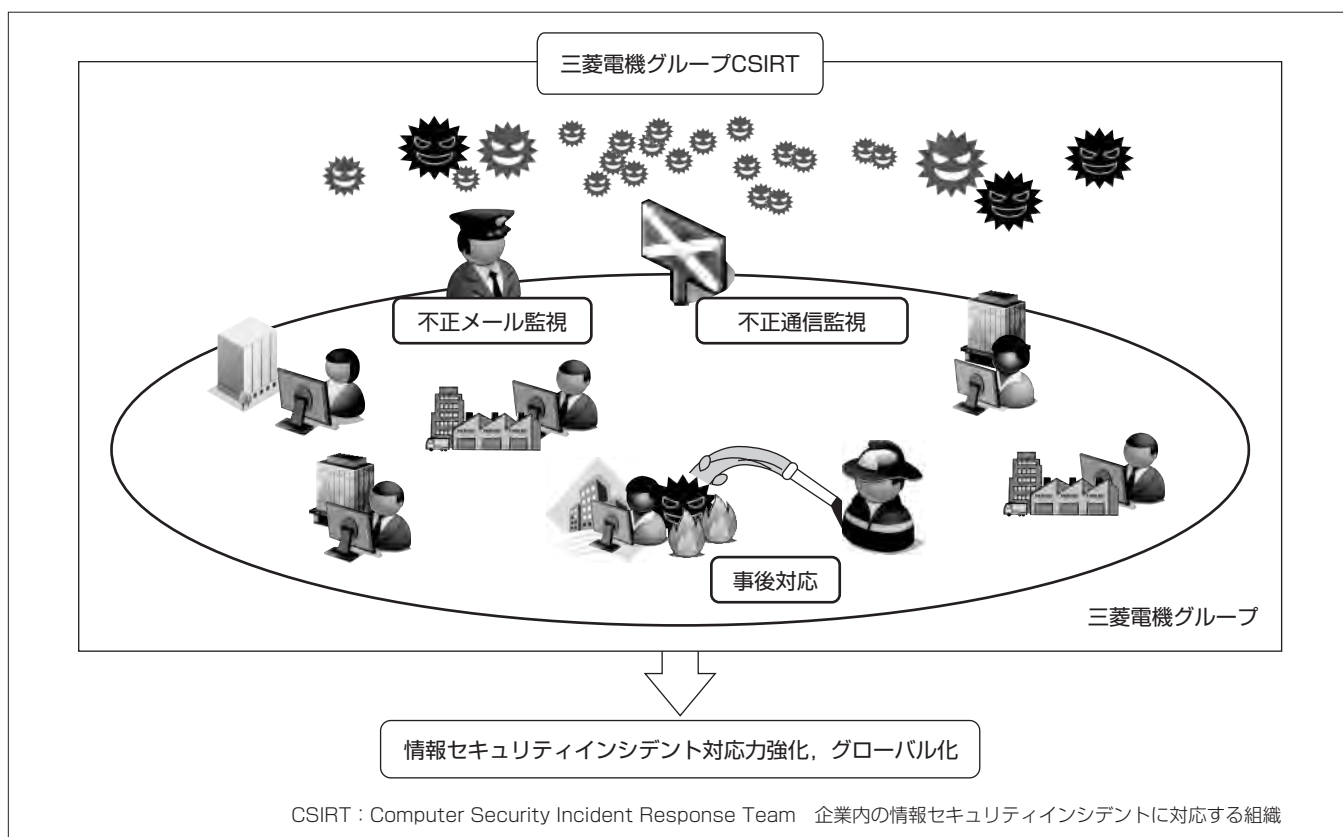 三菱電機グループCSIRT
不正メール監視
不正通信監視
事後対応
三菱電機グループ
情報セキュリティインシデント対応力強化，グローバル化
CSIRT：Computer Security Incident Response Team　企業内の情報セキュリティインシデントに対応する組織